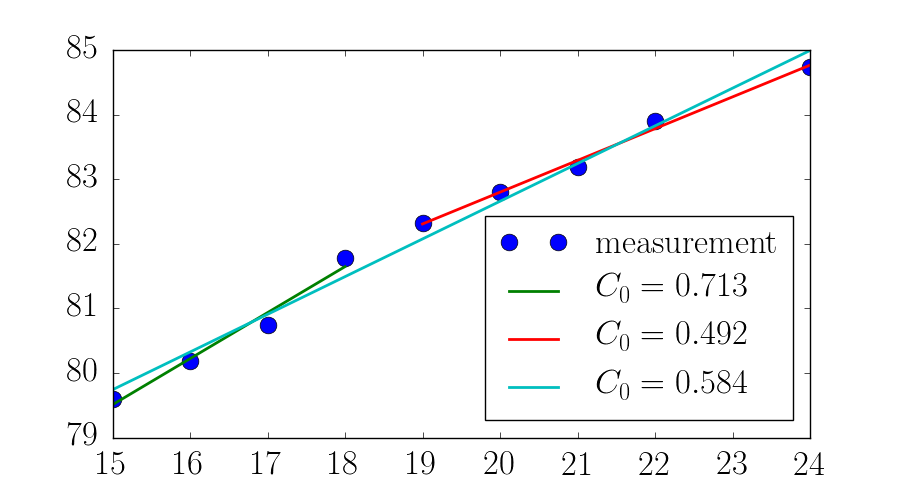 85
84
83
82
81
80
79
15 16 17 18 19 20 21 22 23 24
measurement
C₀ = 0.713
C₀ = 0.492
C₀ = 0.584